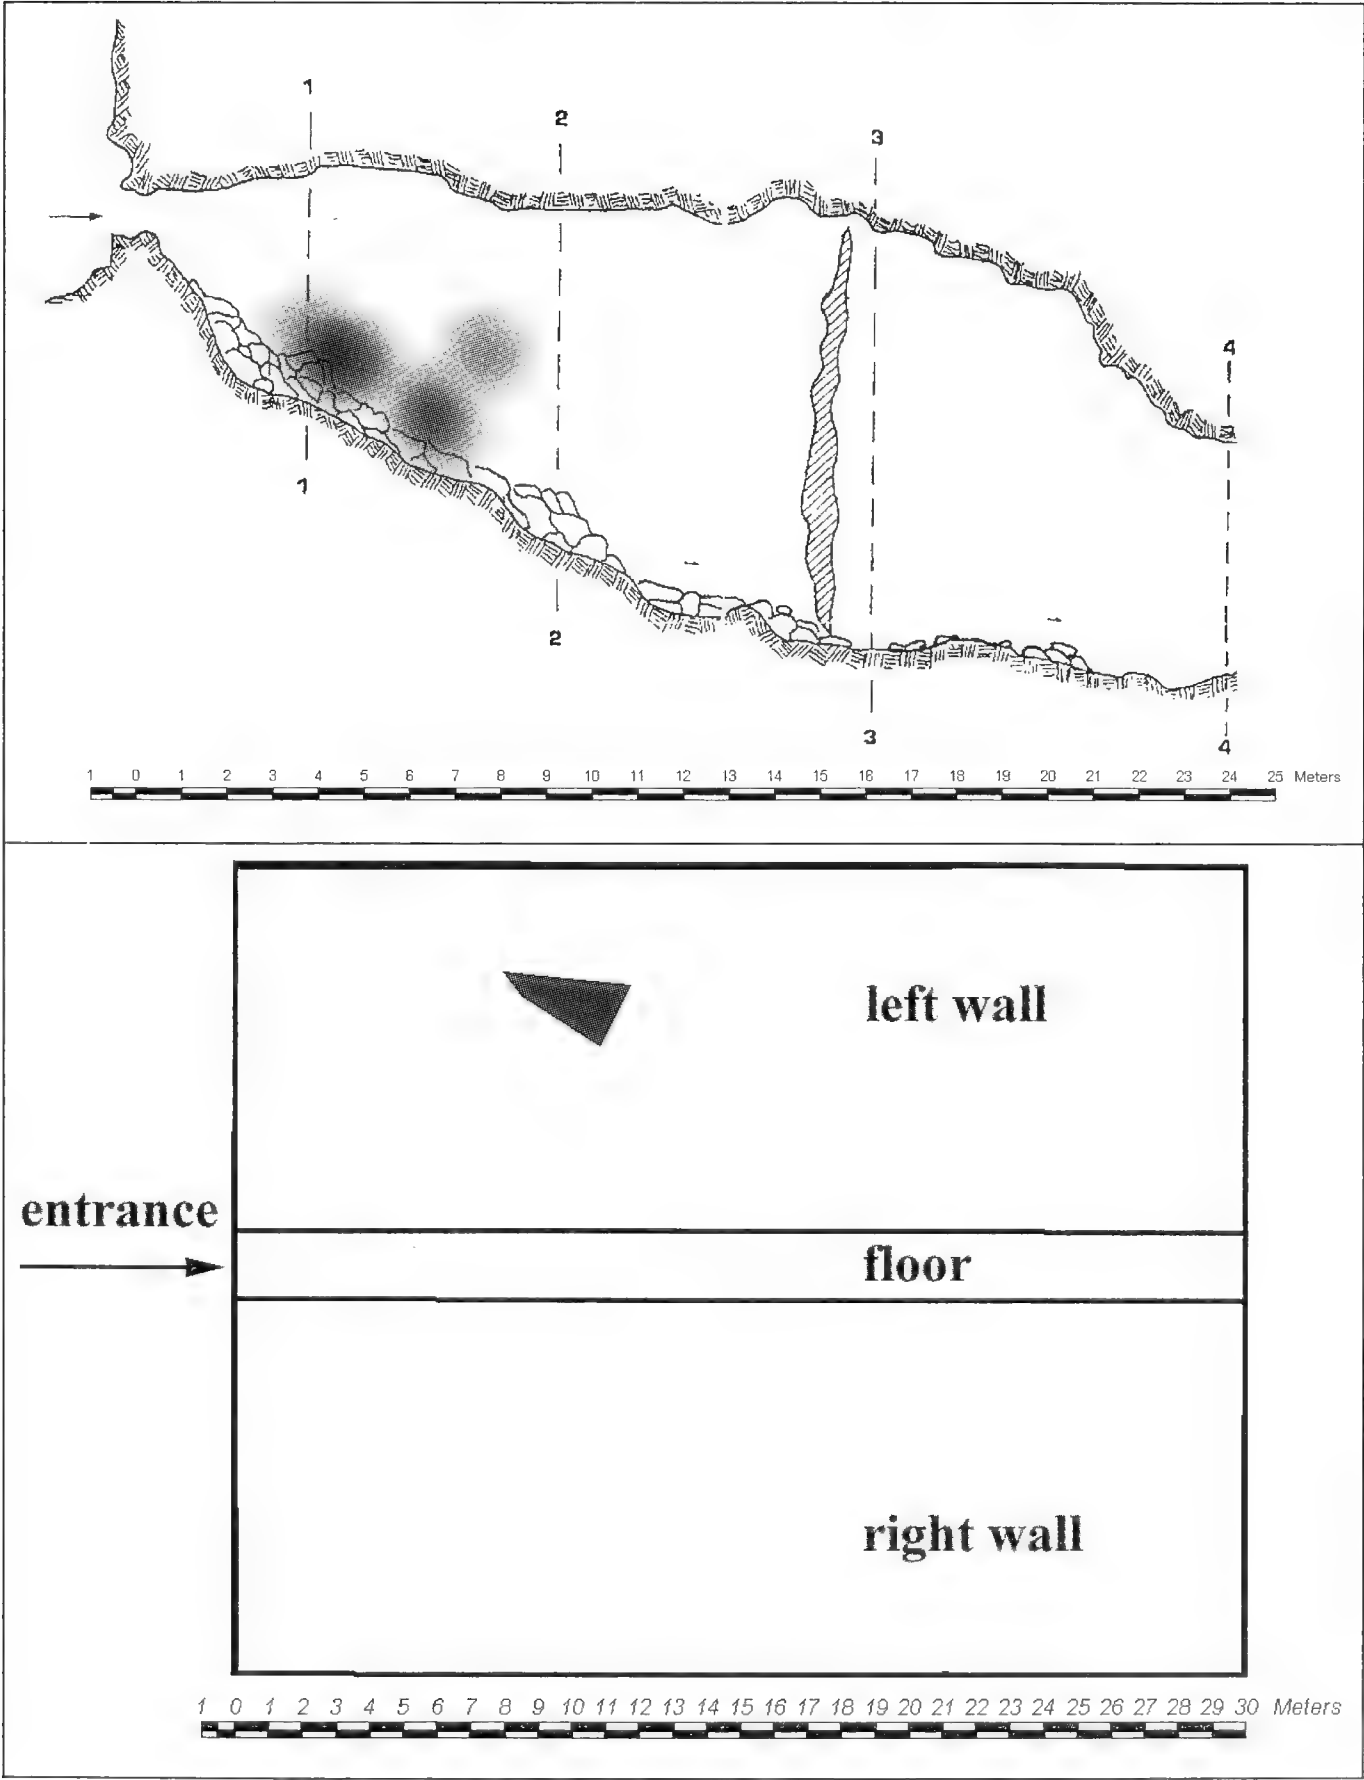 1
2
3
4
1
2
3
4
1 0 1 2 3 4 5 6 7 8 9 10 11 12 13 14 15 16 17 18 19 20 21 22 23 24 25 Meters
left wall
entrance
floor
right wall
1 0 1 2 3 4 5 6 7 8 9 10 11 12 13 14 15 16 17 18 19 20 21 22 23 24 25 26 27 28 29 30 Meters